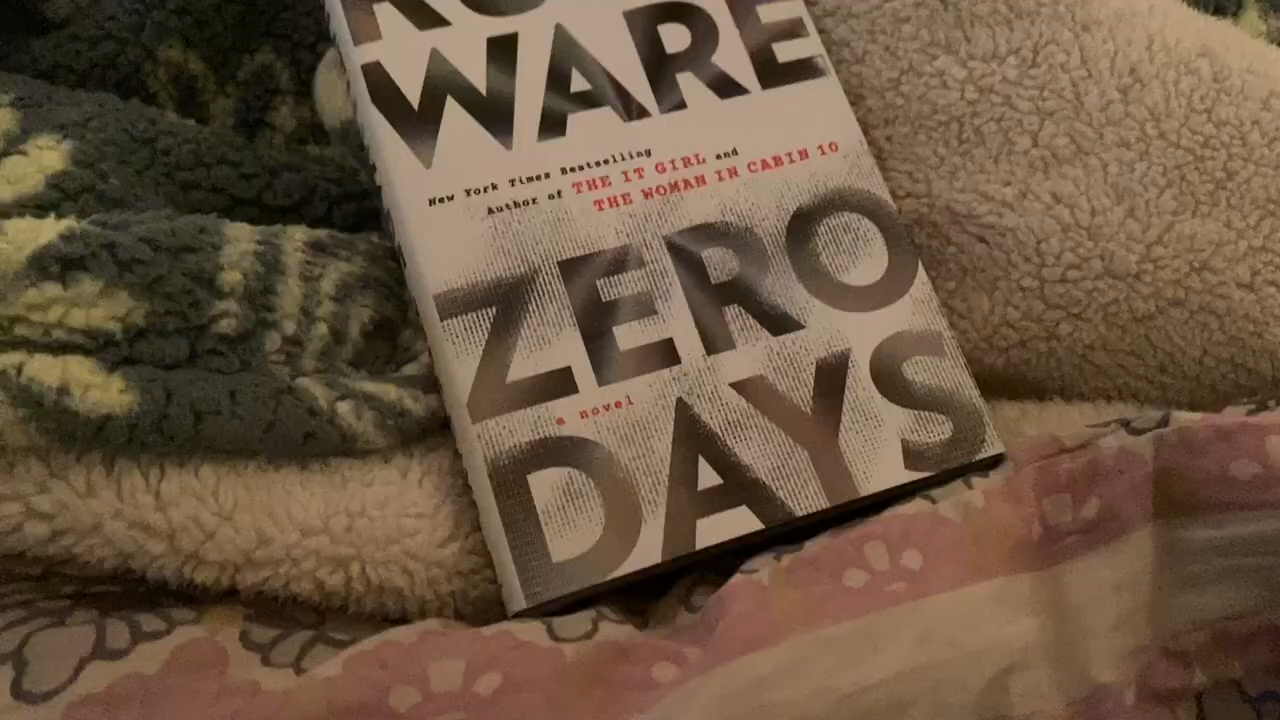 WARE
New York Times Bestselling
Author of THE IT GIRL and
THE WOMAN IN CABIN 10
ZERO
a novel
DAYS